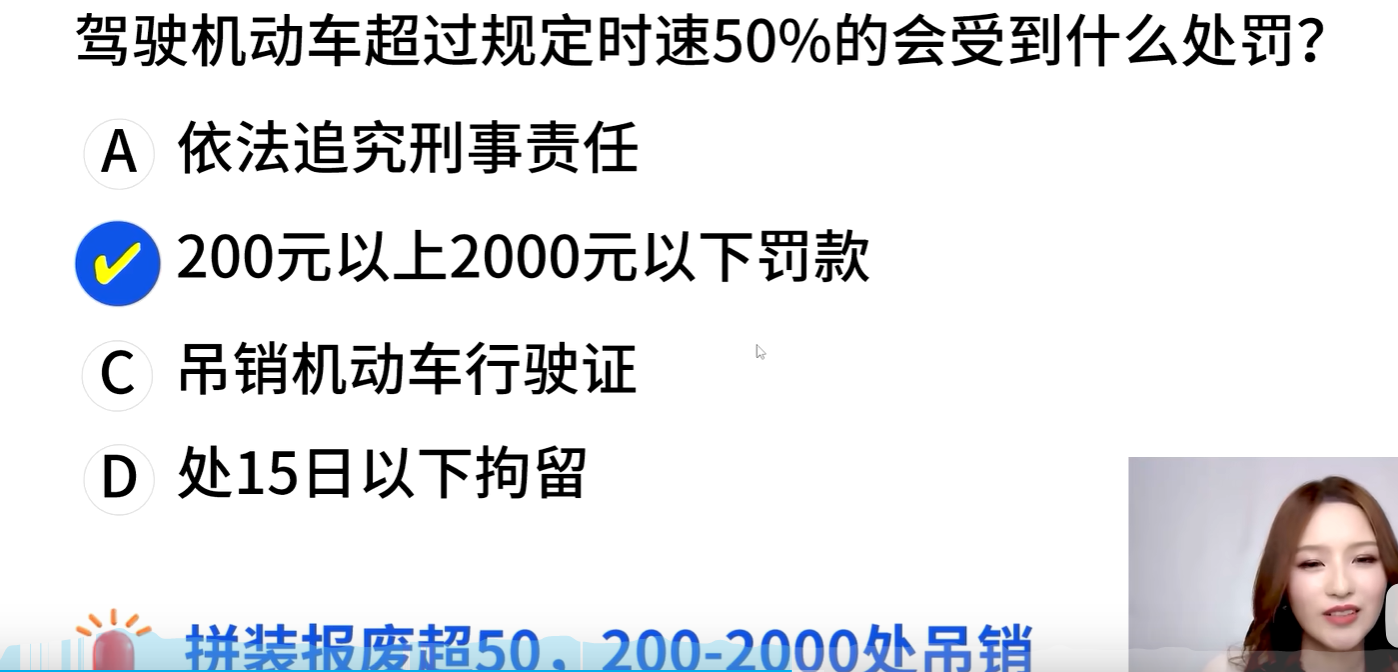 驾驶机动车超过规定时速50%的会受到什么处罚？
A 依法追究刑事责任
200元以上2000元以下罚款
C 吊销机动车行驶证
D 处15日以下拘留
拼装报废超50，200-2000处吊销